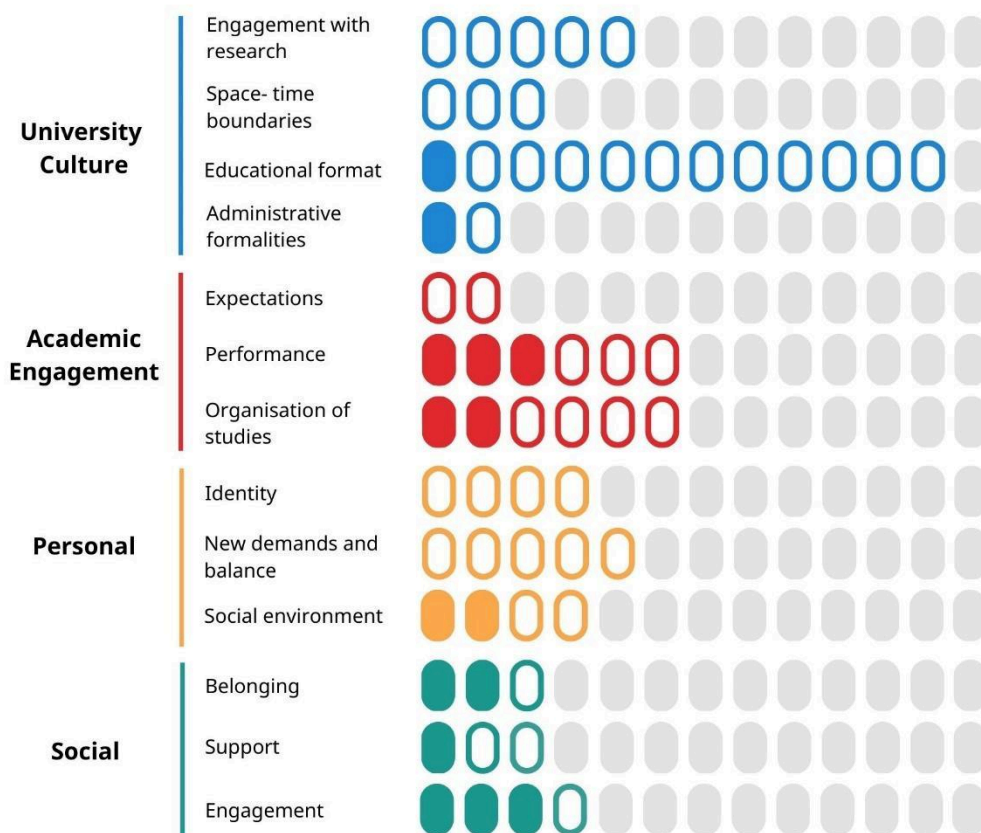 University
Culture
Engagement with
research
Space- time
boundaries
Educational format
Administrative
formalities
Academic
Engagement
Expectations
Performance
Organisation of
studies
Personal
Identity
New demands and
balance
Social environment
Social
Belonging
Support
Engagement